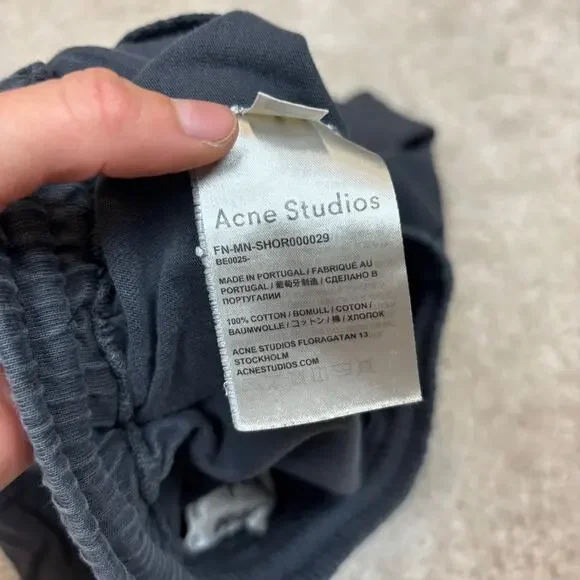 Acne Studios
FN-MN-SHOR000029
BE0025-
MADE IN PORTUGAL / FABRIQUÉ AU
PORTUGAL / 葡萄牙制造 / СДЕЛАНО В
ПОРТУГАЛИИ
100% COTTON / BOMULL / COTON /
BAUMWOLLE / コットン / 棉 / ХЛОПОК
ACNE STUDIOS FLORAGATAN 13
STOCKHOLM
ACNESTUDIOS.COM